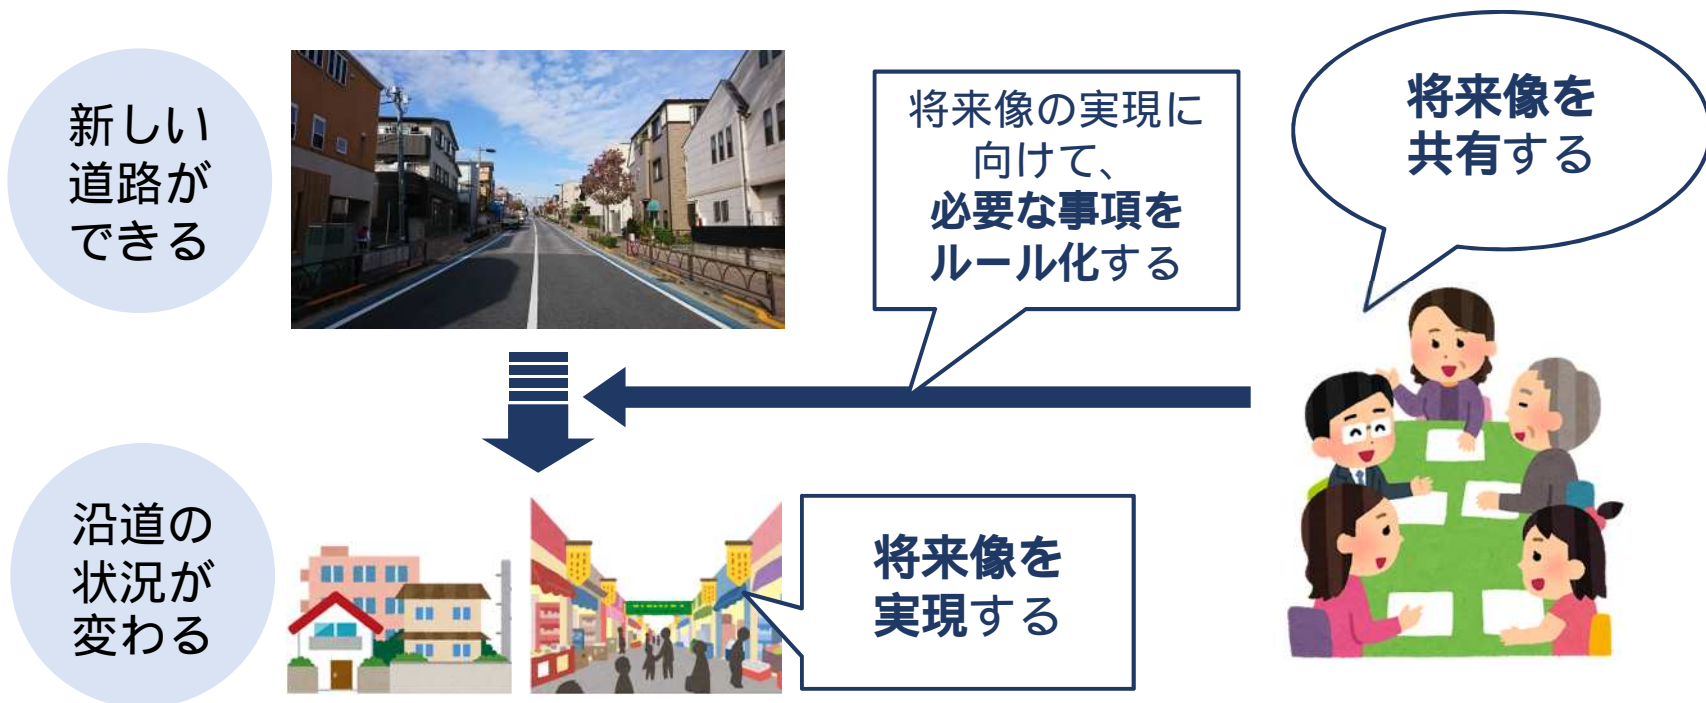 新しい
道路が
できる
将来像の実現に
向けて、
必要な事項を
ルール化する
将来像を
共有する
沿道の
状況が
変わる
将来像を
実現する